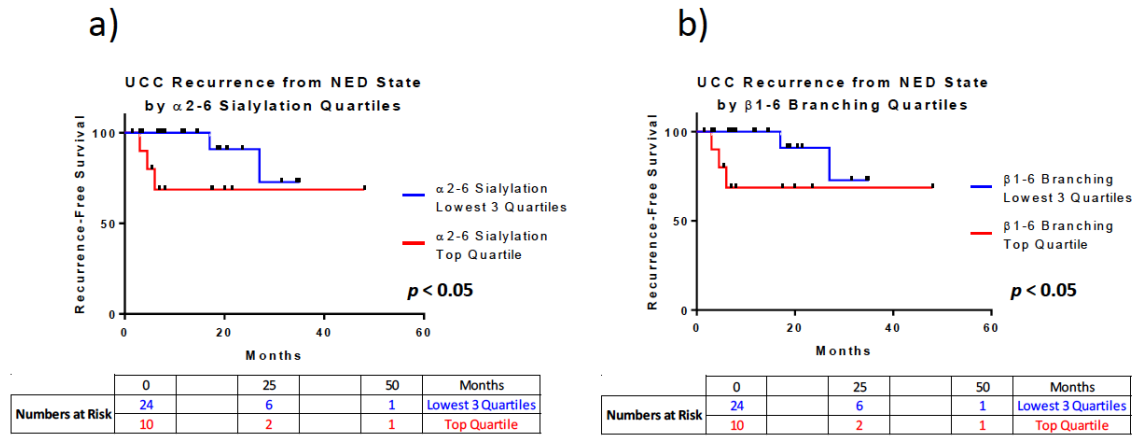 a)
UCC Recurrence from NED State
by α2-6 Sialylation Quartiles
Recurrence-Free Survival
100
50
0
0 20 40 60
Months
α2-6 Sialylation
Lowest 3 Quartiles
α2-6 Sialylation
Top Quartile
p < 0.05
0 25 50 Months
Numbers at Risk
24 6 1 Lowest 3 Quartiles
10 2 1 Top Quartile
b)
UCC Recurrence from NED State
by β1-6 Branching Quartiles
Recurrence-Free Survival
100
50
0
0 20 40 60
Months
β1-6 Branching
Lowest 3 Quartiles
β1-6 Branching
Top Quartile
p < 0.05
0 25 50 Months
Numbers at Risk
24 6 1 Lowest 3 Quartiles
10 2 1 Top Quartile